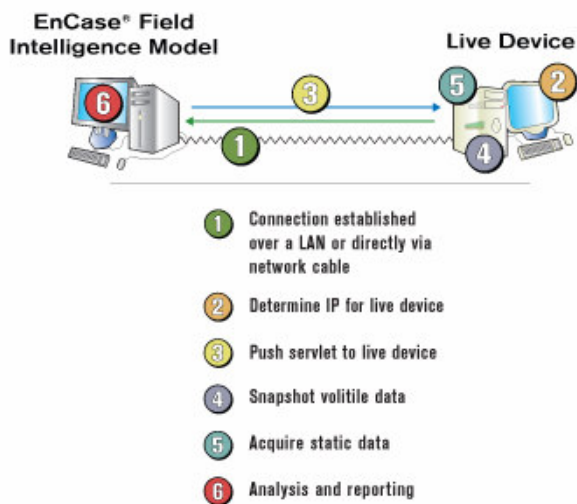 EnCase® Field
Intelligence Model
Live Device
6
3
5
2
1
4
1 Connection established
over a LAN or directly via
network cable
2 Determine IP for live device
3 Push servlet to live device
4 Snapshot volitile data
5 Acquire static data
6 Analysis and reporting